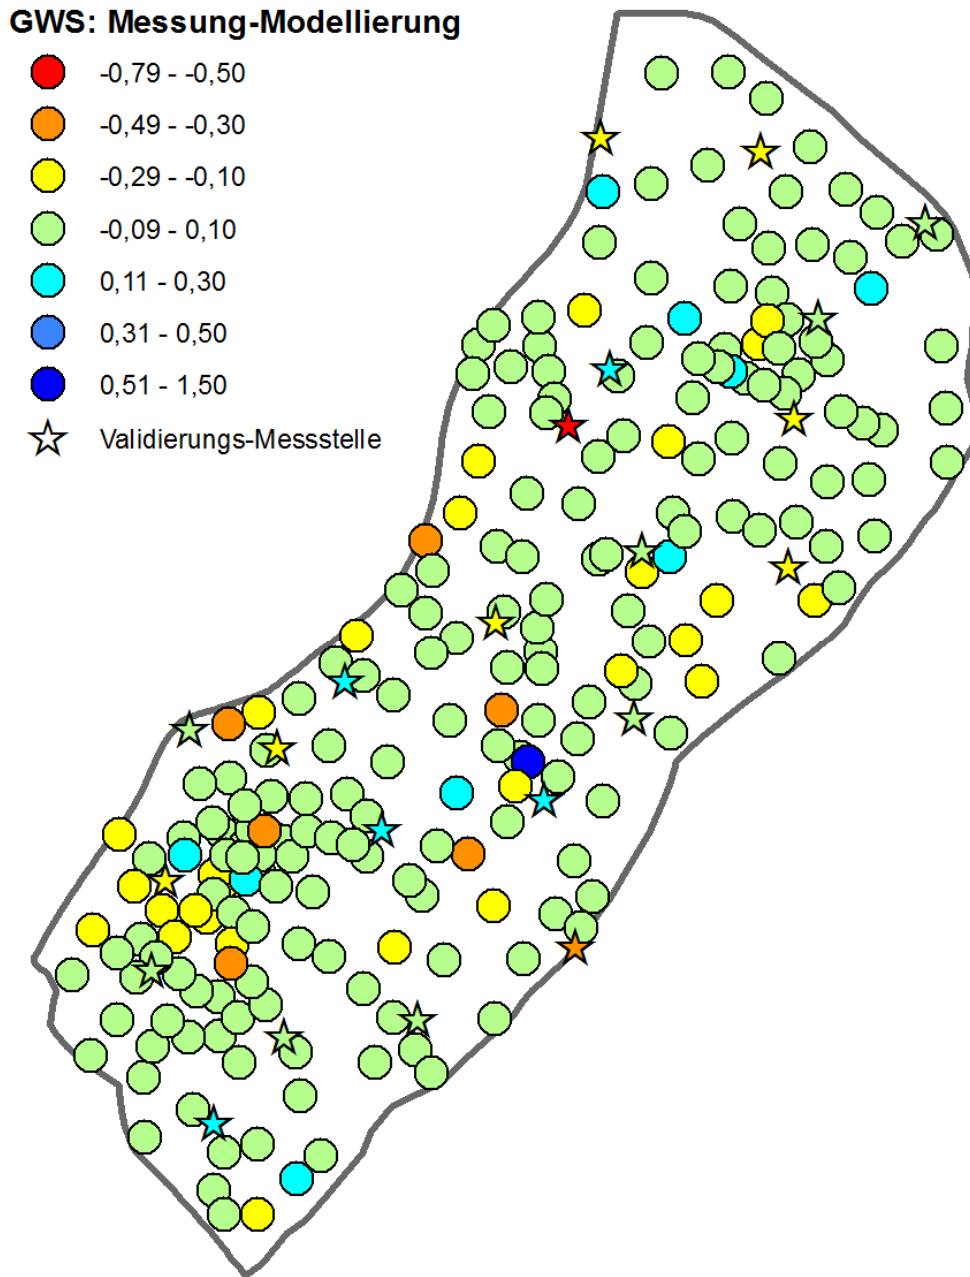 GWS: Messung-Modellierung
-0,79 - -0,50
-0,49 - -0,30
-0,29 - -0,10
-0,09 - 0,10
0,11 - 0,30
0,31 - 0,50
0,51 - 1,50
Validierungs-Messstelle